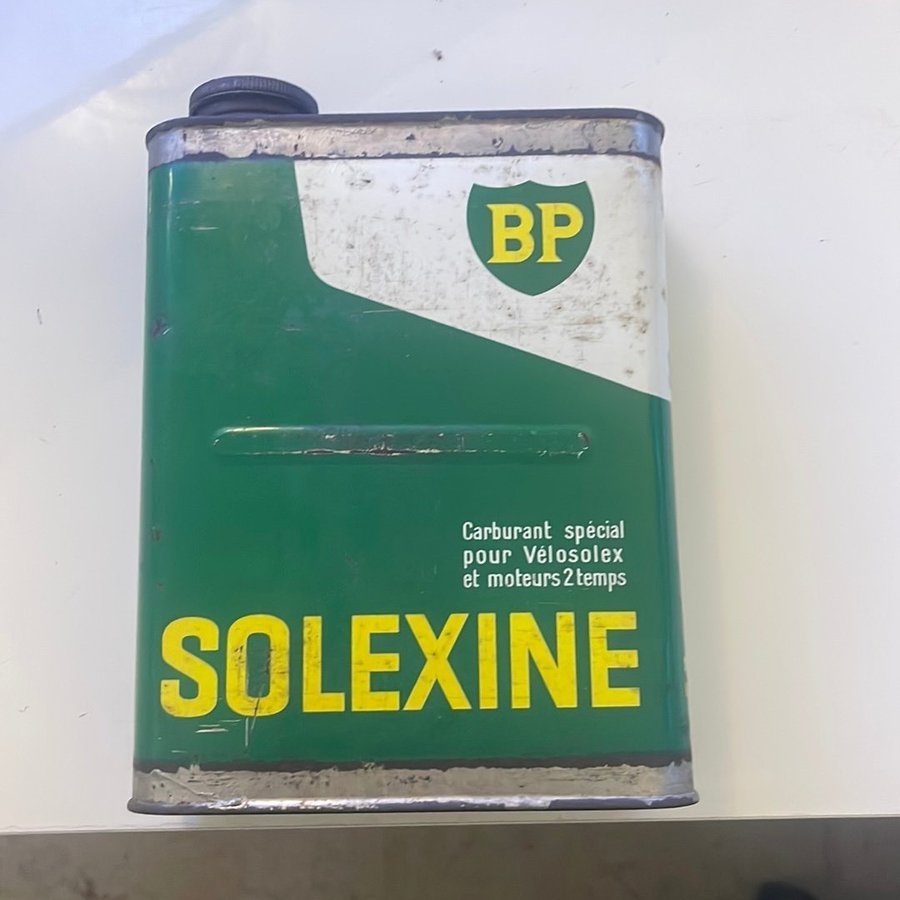 BP
Carburant spécial
pour Vélosolex
et moteurs 2 temps
SOLEXINE